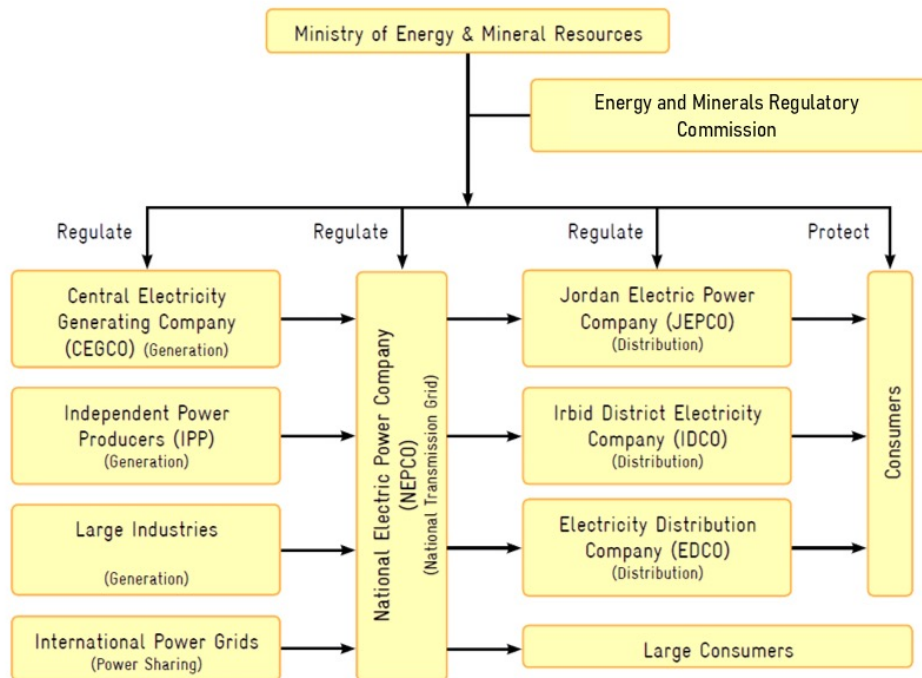 Ministry of Energy & Mineral Resources
Energy and Minerals Regulatory
Commission
Regulate
Regulate
Regulate
Protect
Central Electricity
Generating Company
(CEGCO) (Generation)
Independent Power
Producers (IPP)
(Generation)
Large Industries
(Generation)
International Power Grids
(Power Sharing)
National Electric Power Company
(NEPCO)
(National Transmission Grid)
Jordan Electric Power
Company (JEPCO)
(Distribution)
Irbid District Electricity
Company (IDCO)
(Distribution)
Electricity Distribution
Company (EDCO)
(Distribution)
Large Consumers
Consumers